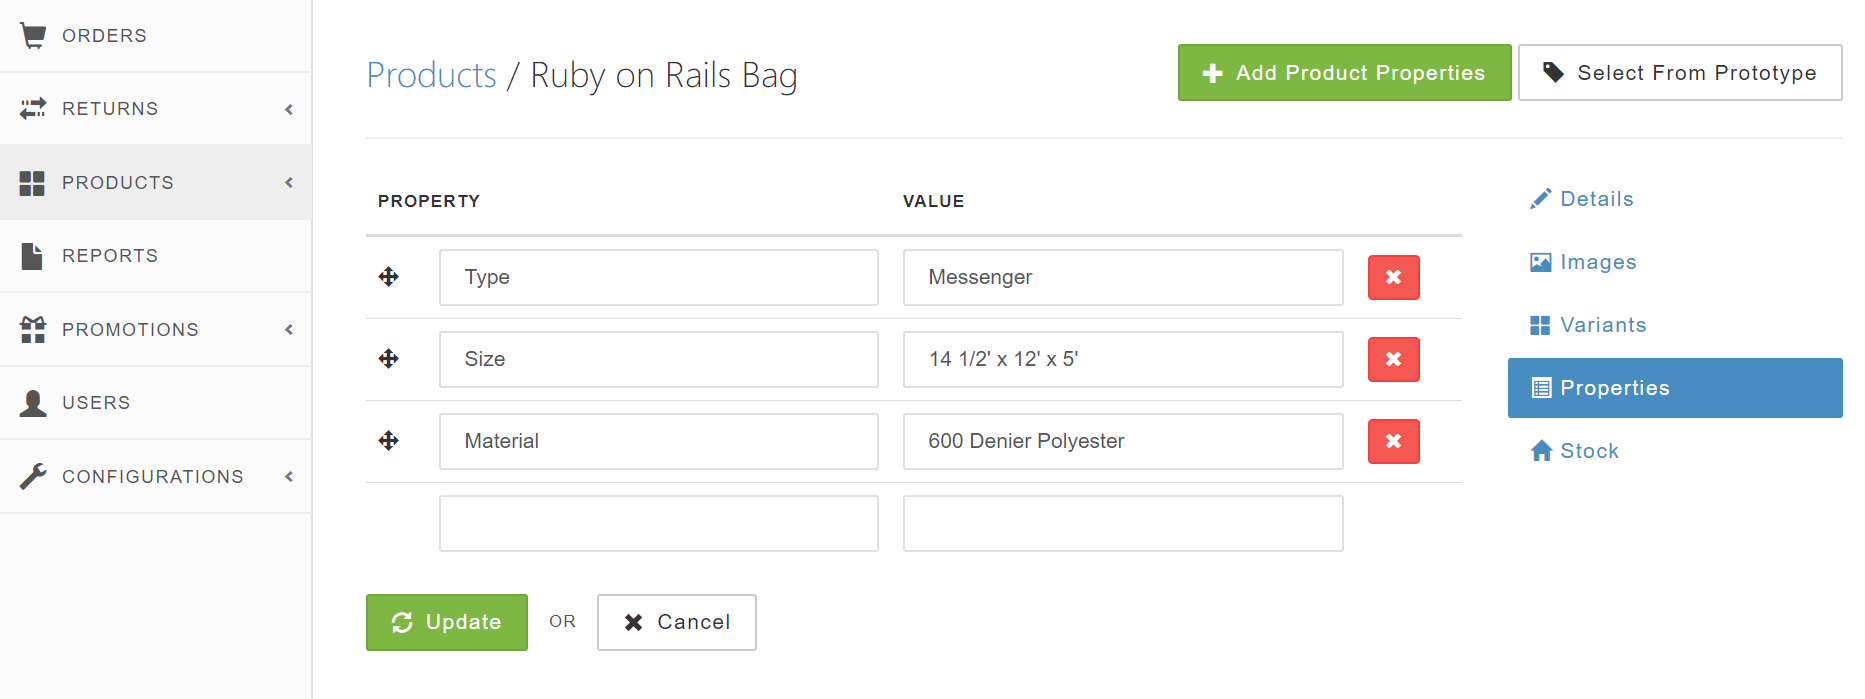 ORDERS
RETURNS
PRODUCTS
REPORTS
PROMOTIONS
USERS
CONFIGURATIONS
Products / Ruby on Rails Bag
Add Product Properties
Select From Prototype
PROPERTY VALUE
Type Messenger
Size 14 1/2' x 12' x 5'
Material 600 Denier Polyester
Update OR Cancel
Details
Images
Variants
Properties
Stock